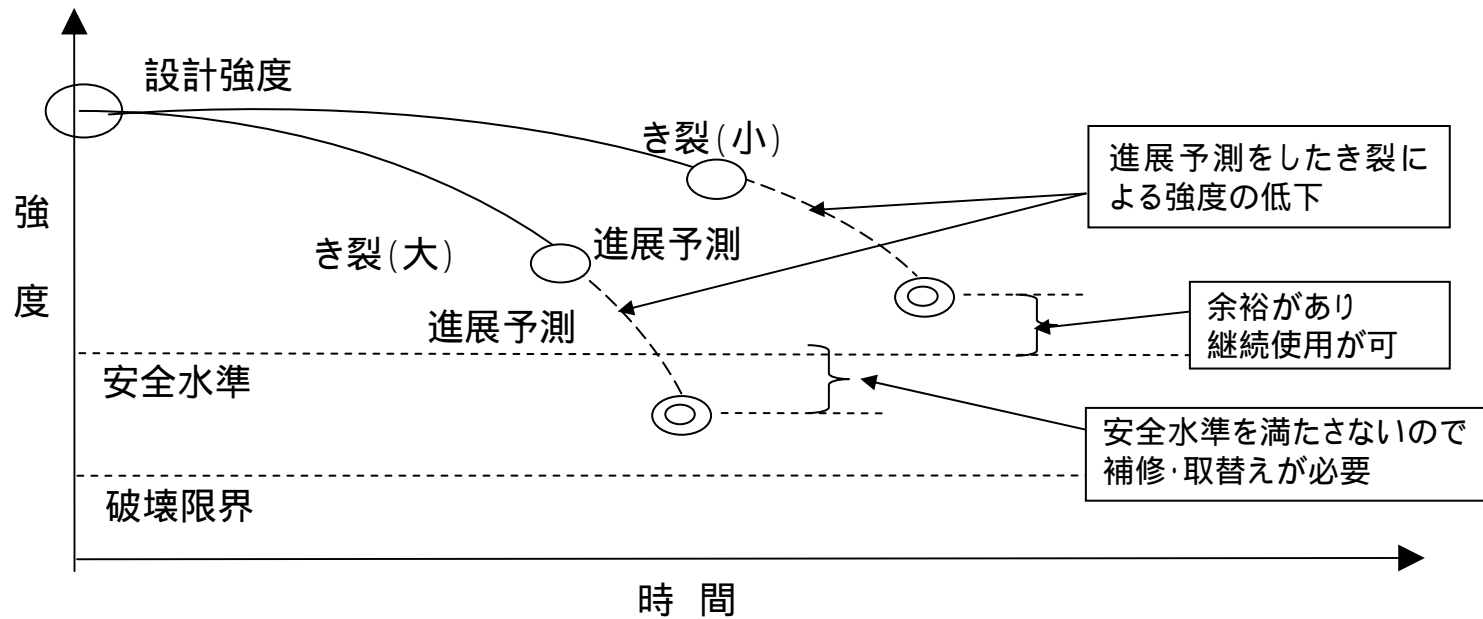 設計強度
き裂(小)
進展予測をしたき裂に
よる強度の低下
強度
き裂(大)
進展予測
進展予測
余裕があり
継続使用が可
安全水準
安全水準を満たさないので
補修・取替えが必要
破壊限界
時 間